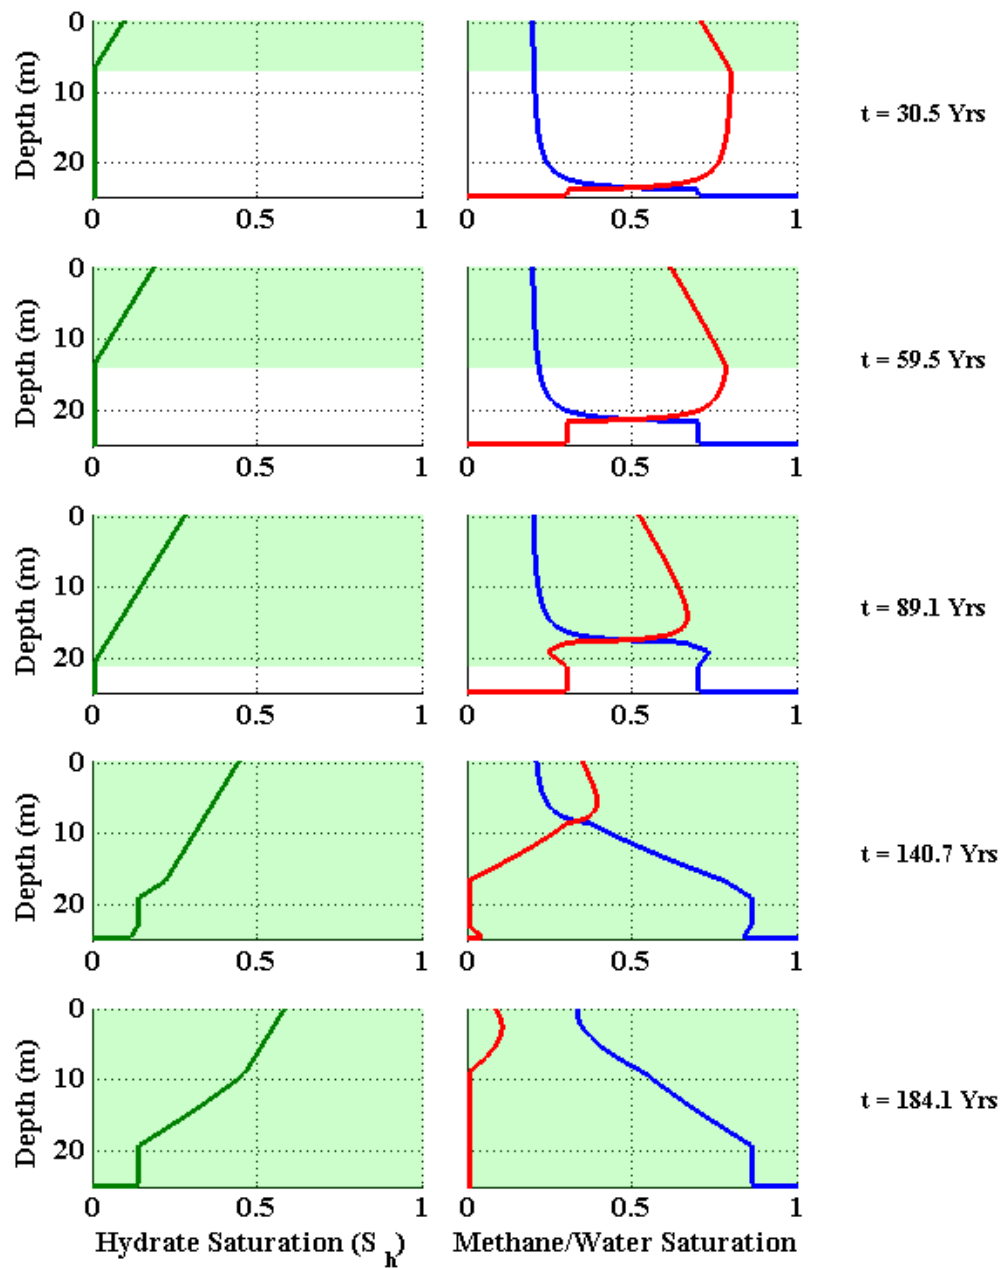 0
10
20
Depth (m)
0 0.5 1
0 0.5 1
t = 30.5 Yrs
0
10
20
Depth (m)
0 0.5 1
0 0.5 1
t = 59.5 Yrs
0
10
20
Depth (m)
0 0.5 1
0 0.5 1
t = 89.1 Yrs
0
10
20
Depth (m)
0 0.5 1
0 0.5 1
t = 140.7 Yrs
0
10
20
Depth (m)
0 0.5 1
0 0.5 1
t = 184.1 Yrs
Hydrate Saturation (S h)
Methane/Water Saturation